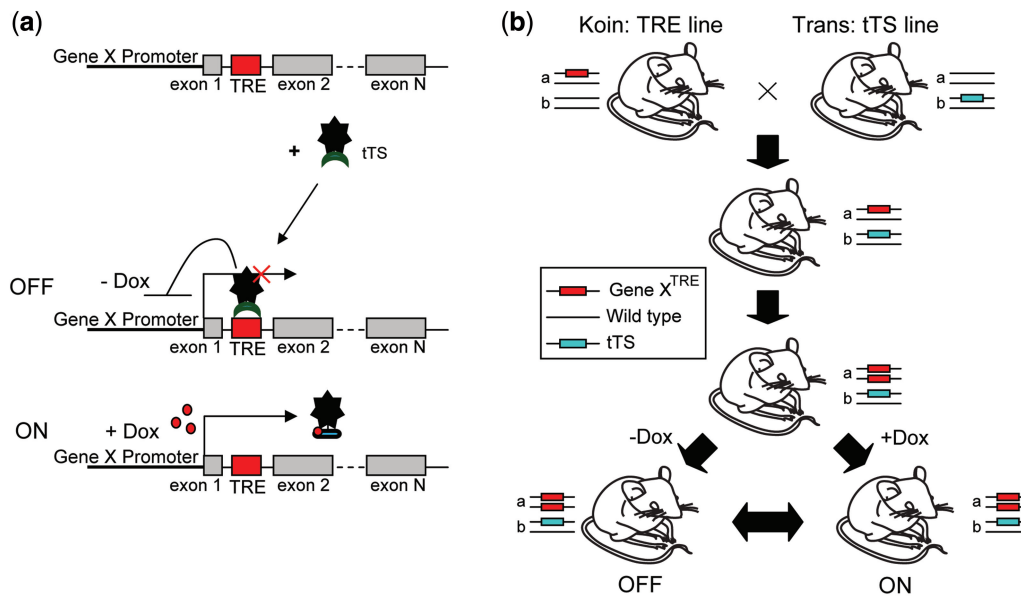 (a)
Gene X Promoter
exon 1 TRE exon 2 exon N
+ tTS
OFF
- Dox
Gene X Promoter
exon 1 TRE exon 2 exon N
ON
+ Dox
Gene X Promoter
exon 1 TRE exon 2 exon N
(b)
Koin: TRE line Trans: tTS line
a a
b b
a
b
Gene X^TRE
Wild type
tTS
a
b
-Dox +Dox
a a
b b
OFF ON